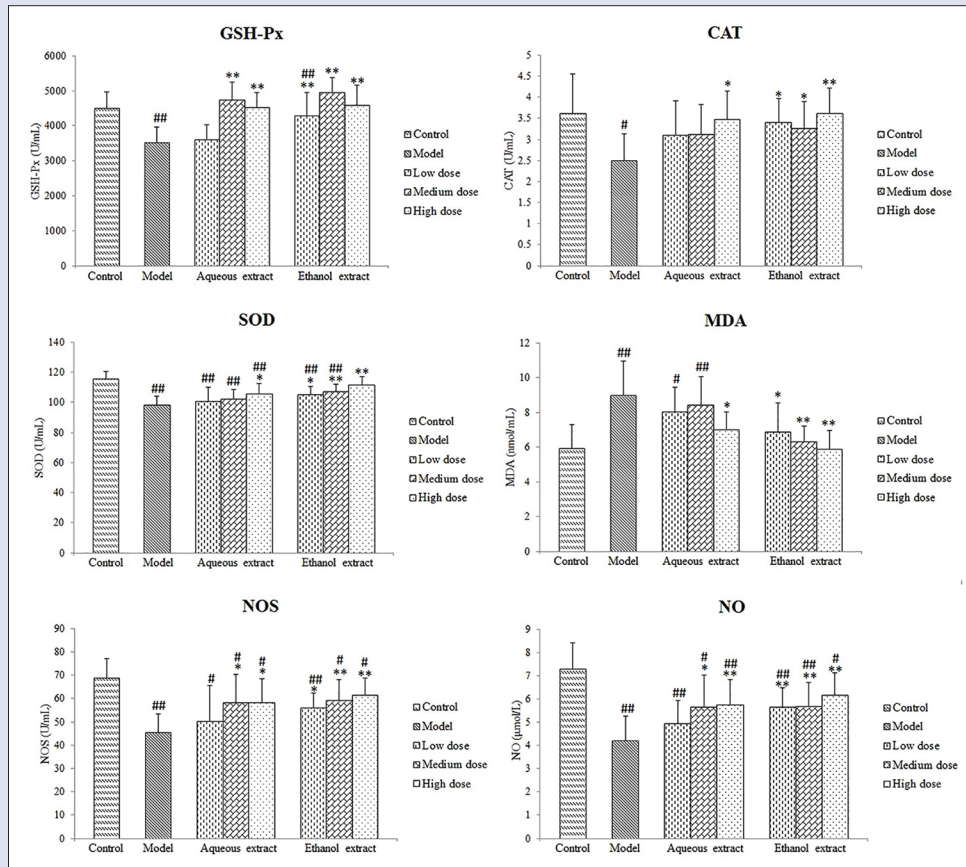 GSH-Px
6000
5000
4000
3000
2000
1000
0
GSH-Px (U/mL)
##
**
**
##
**
**
**
Control
Model
Aqueous extract
Ethanol extract
Control
Model
Low dose
Medium dose
High dose
CAT
5
4.5
4
3.5
3
2.5
2
1.5
1
0.5
0
CAT (U/mL)
#
*
*
*
**
Control
Model
Aqueous extract
Ethanol extract
Control
Model
Low dose
Medium dose
High dose
SOD
140
120
100
80
60
40
20
0
SOD (U/mL)
##
##
##
##
*
##
*
##
**
**
Control
Model
Aqueous extract
Ethanol extract
Control
Model
Low dose
Medium dose
High dose
MDA
12
10
8
6
4
2
0
MDA (nmol/mL)
##
#
##
*
*
**
**
Control
Model
Aqueous extract
Ethanol extract
Control
Model
Low dose
Medium dose
High dose
NOS
90
80
70
60
50
40
30
20
10
0
NOS (U/mL)
##
#
#
*
#
*
##
*
#
**
#
**
Control
Model
Aqueous extract
Ethanol extract
Control
Model
Low dose
Medium dose
High dose
NO
9
8
7
6
5
4
3
2
1
0
NO (μmol/L)
##
##
#
*
##
**
##
**
##
**
#
**
Control
Model
Aqueous extract
Ethanol extract
Control
Model
Low dose
Medium dose
High dose